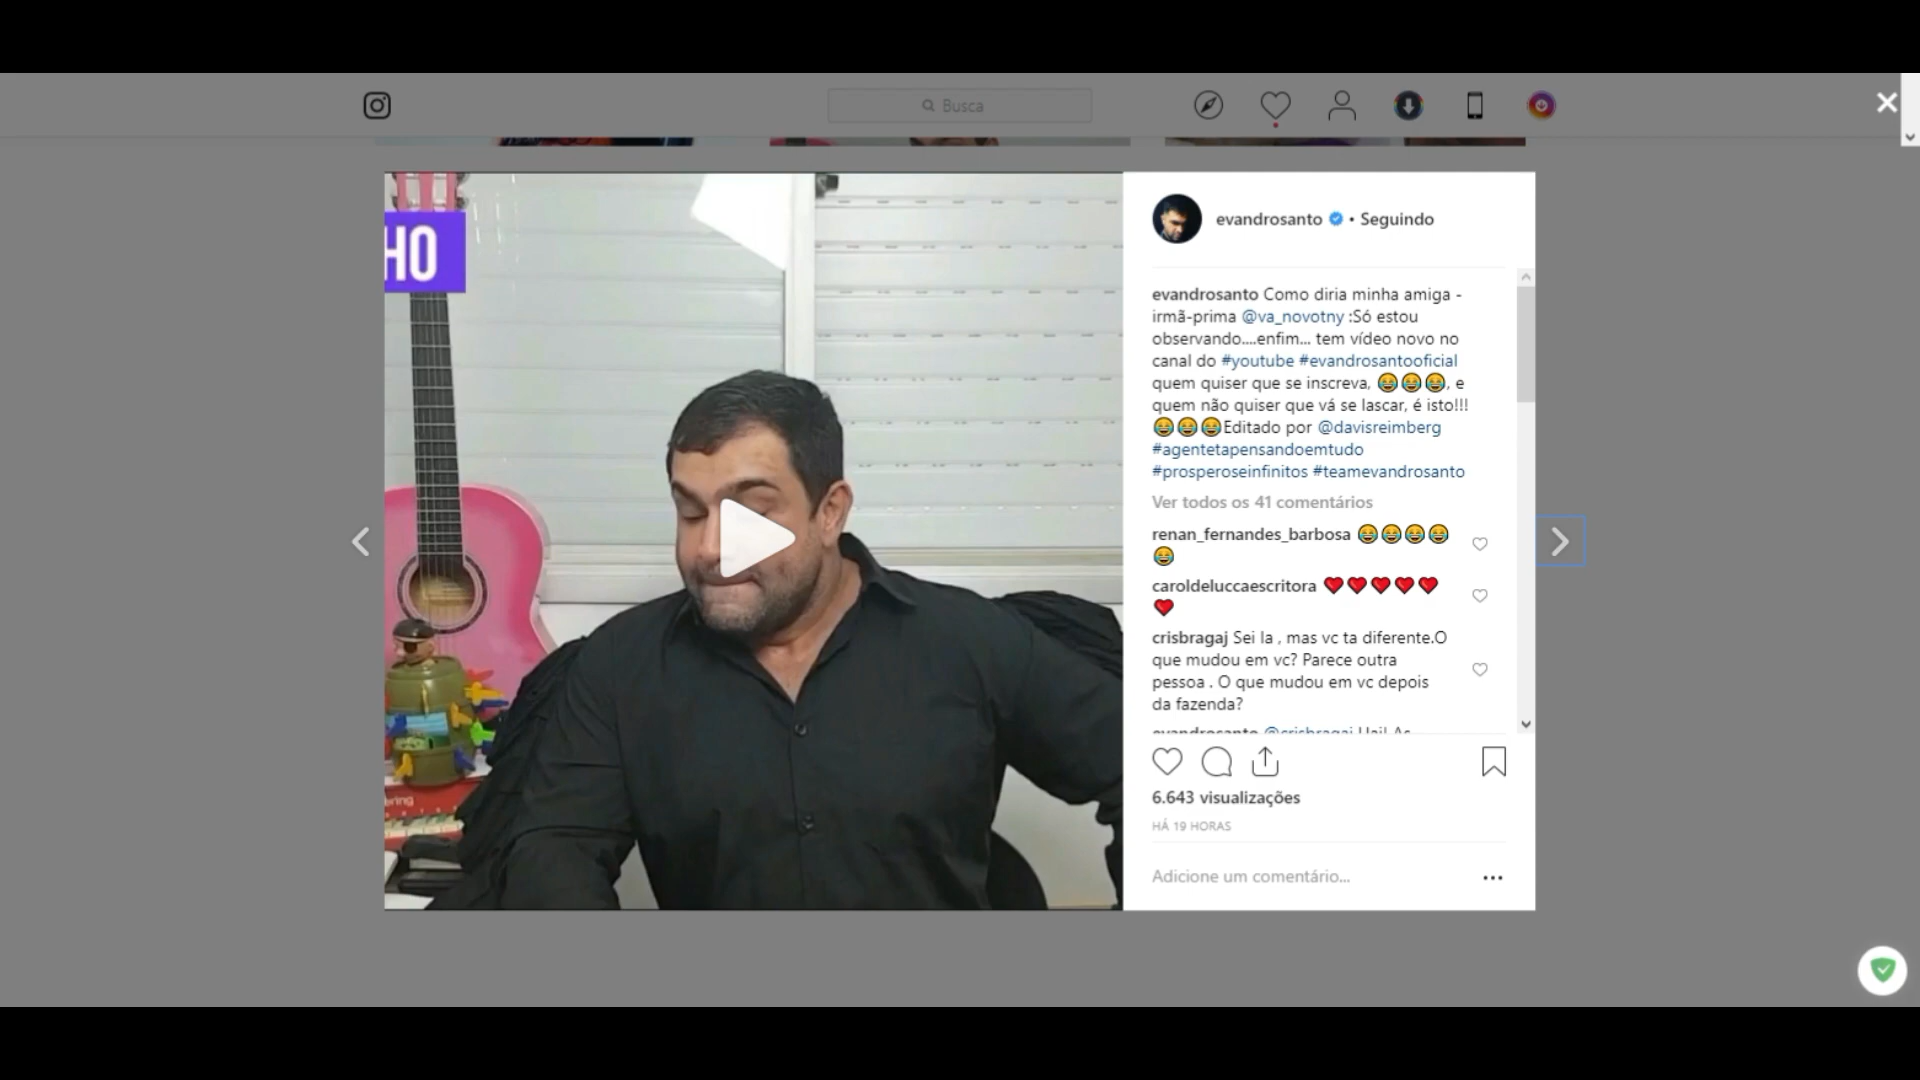 Busca
HO
evandrosanto • Seguindo
evandrosanto Como diria minha amiga -
irmã-prima @va_novotny :Só estou
observando....enfim... tem vídeo novo no
canal do #youtube #evandrosantooficial
quem quiser que se inscreva, 😂😂😂, e
quem não quiser que vá se lascar, é isto!!!
😂😂😂Editado por @davisreimberg
#agentetapensandoemtudo
#prosperoseinfinitos #teamevandrosanto
Ver todos os 41 comentários
renan_fernandes_barbosa 😂😂😂😂
😂
caroldeluccaescritora ❤❤❤❤❤
❤
crisbragaj Sei la , mas vc ta diferente.O
que mudou em vc? Parece outra
pessoa . O que mudou em vc depois
da fazenda?
evandrosanto @crisbragaj Uai! As
6.643 visualizações
HÁ 19 HORAS
Adicione um comentário...